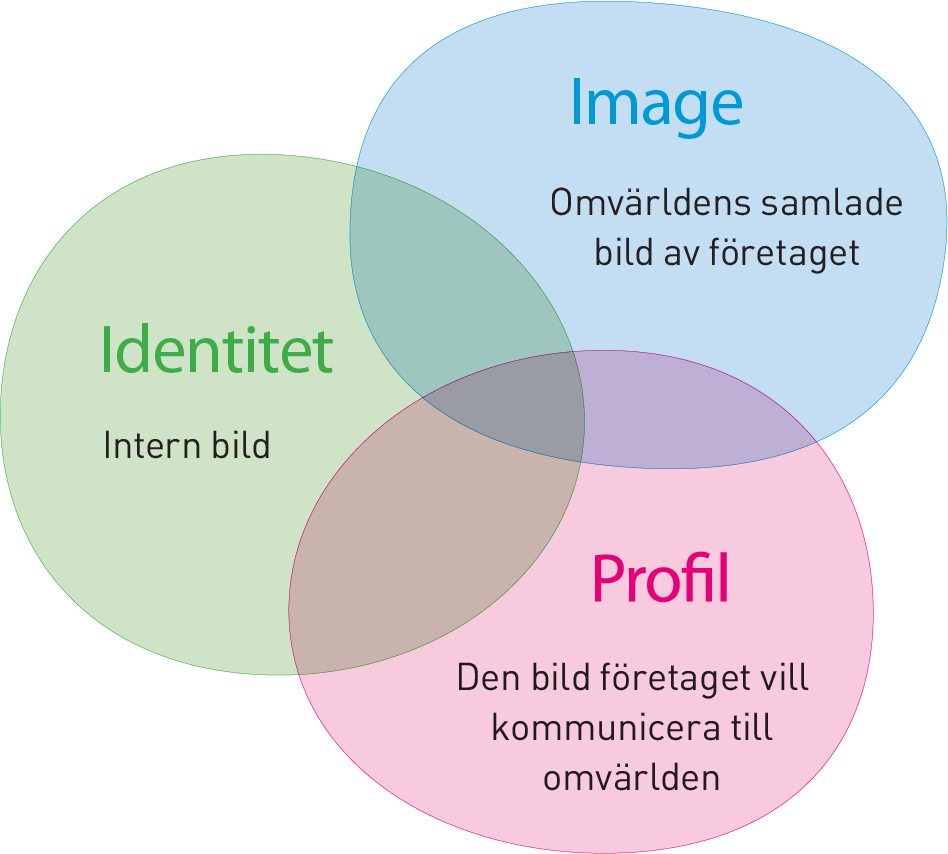 Image
Omvärldens samlade
bild av företaget
Identitet
Intern bild
Profil
Den bild företaget vill
kommunicera till
omvärlden